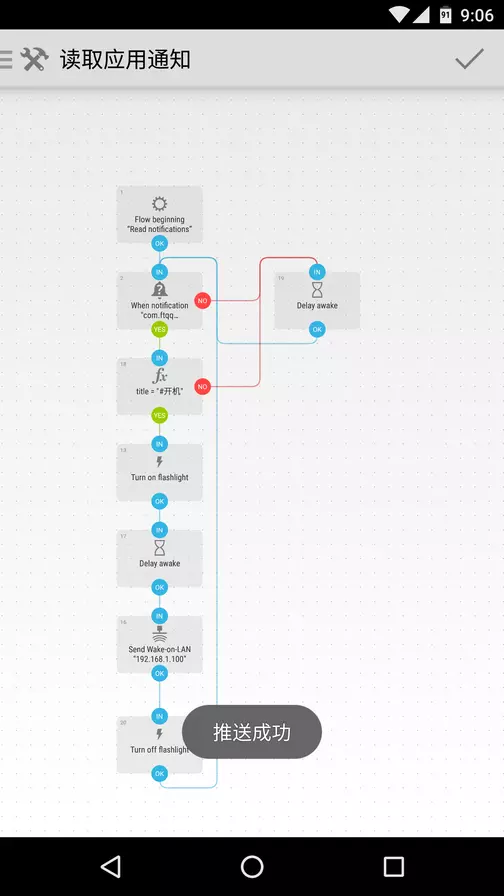 91
9:06
读取应用通知
1
Flow beginning
"Read notifications"
OK
IN
2
When notification
"com.ftqq...
NO
YES
IN
19
Delay awake
OK
IN
18
fx
title = "#开机"
NO
YES
IN
13
Turn on flashlight
OK
IN
17
Delay awake
OK
IN
16
Send Wake-on-LAN
"192.168.1.100"
OK
IN
20
Turn off flashlight
OK
推送成功